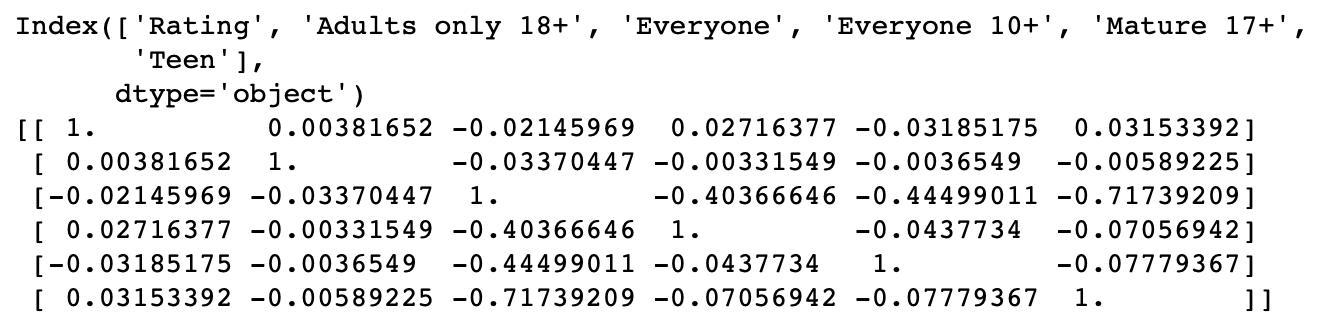 Index(['Rating', 'Adults only 18+', 'Everyone', 'Everyone 10+', 'Mature 17+',
       'Teen'],
      dtype='object')
[[ 1.          0.00381652 -0.02145969  0.02716377 -0.03185175  0.03153392]
 [ 0.00381652  1.         -0.03370447 -0.00331549 -0.0036549  -0.00589225]
 [-0.02145969 -0.03370447  1.         -0.40366646 -0.44499011 -0.71739209]
 [ 0.02716377 -0.00331549 -0.40366646  1.         -0.0437734  -0.07056942]
 [-0.03185175 -0.0036549  -0.44499011 -0.0437734   1.         -0.07779367]
 [ 0.03153392 -0.00589225 -0.71739209 -0.07056942 -0.07779367  1.        ]]